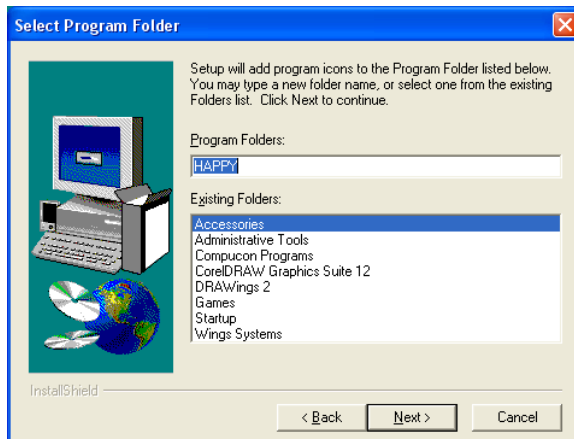 Select Program Folder
Setup will add program icons to the Program Folder listed below.
You may type a new folder name, or select one from the existing
Folders list. Click Next to continue.
Program Folders:
HAPPY
Existing Folders:
Accessories
Administrative Tools
Compucon Programs
CorelDRAW Graphics Suite 12
DRAWings 2
Games
Startup
Wings Systems
InstallShield
< Back
Next >
Cancel